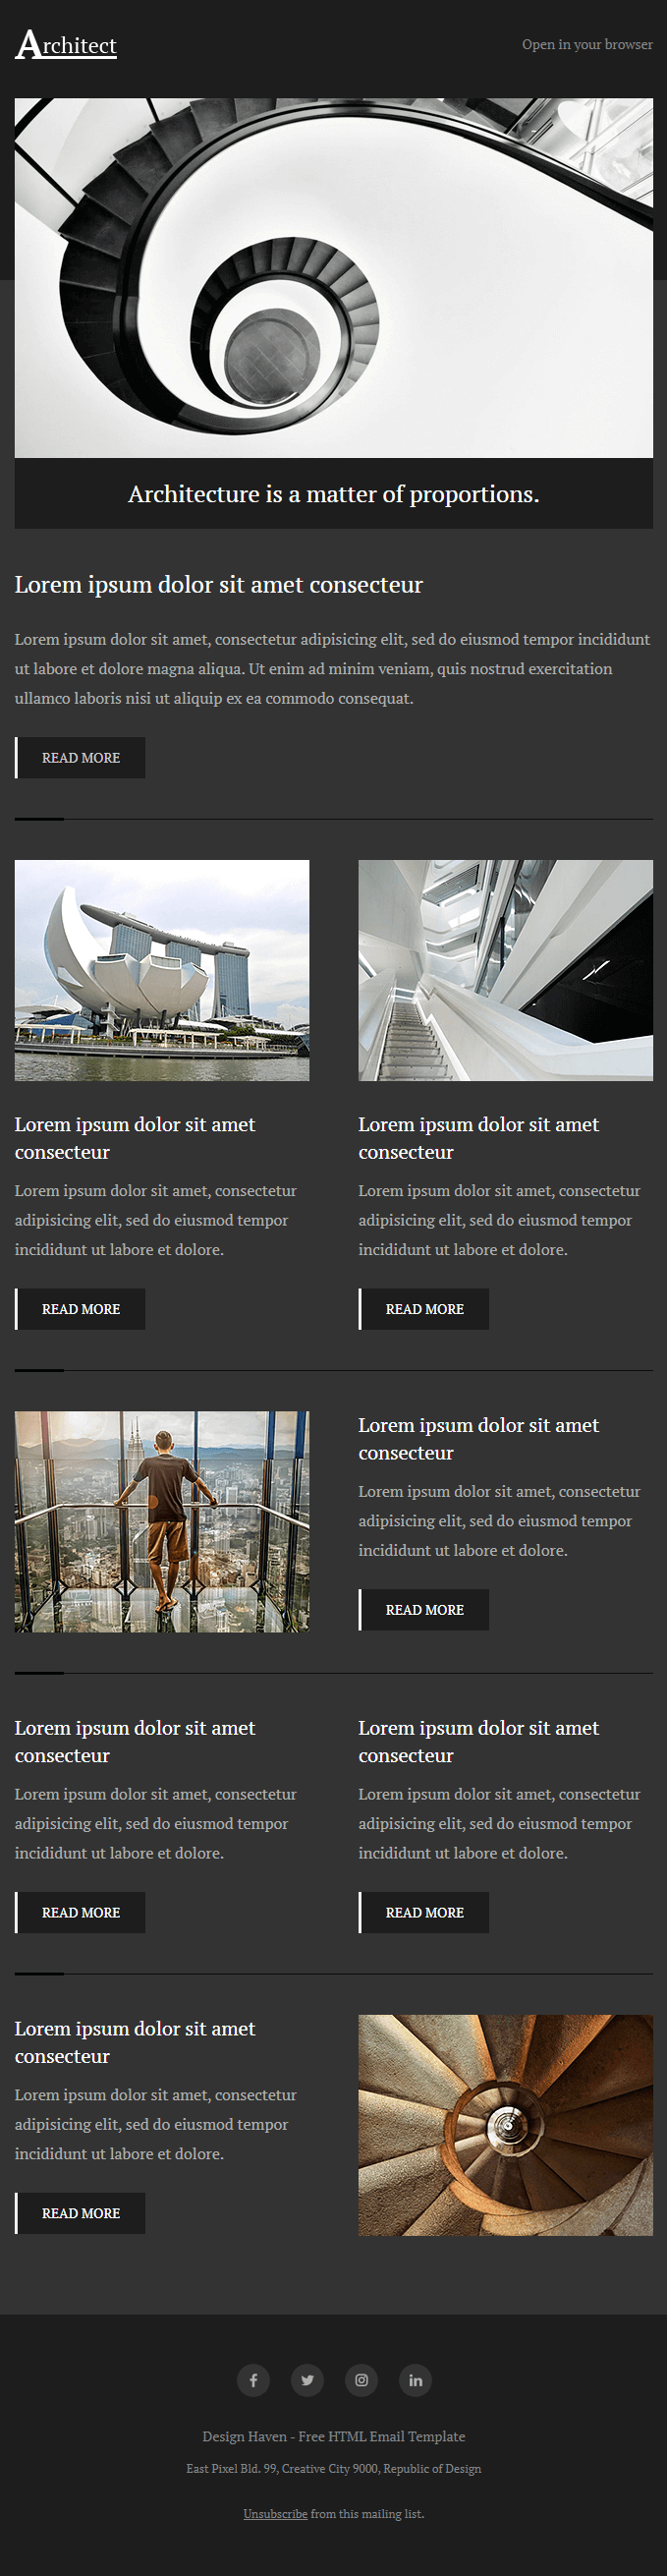 Architect
Open in your browser
Architecture is a matter of proportions.
Lorem ipsum dolor sit amet consecteur
Lorem ipsum dolor sit amet, consectetur adipisicing elit, sed do eiusmod tempor incididunt
ut labore et dolore magna aliqua. Ut enim ad minim veniam, quis nostrud exercitation
ullamco laboris nisi ut aliquip ex ea commodo consequat.
READ MORE
Lorem ipsum dolor sit amet
consecteur
Lorem ipsum dolor sit amet, consectetur
adipisicing elit, sed do eiusmod tempor
incididunt ut labore et dolore.
READ MORE
Lorem ipsum dolor sit amet
consecteur
Lorem ipsum dolor sit amet, consectetur
adipisicing elit, sed do eiusmod tempor
incididunt ut labore et dolore.
READ MORE
Lorem ipsum dolor sit amet
consecteur
Lorem ipsum dolor sit amet, consectetur
adipisicing elit, sed do eiusmod tempor
incididunt ut labore et dolore.
READ MORE
Lorem ipsum dolor sit amet
consecteur
Lorem ipsum dolor sit amet, consectetur
adipisicing elit, sed do eiusmod tempor
incididunt ut labore et dolore.
READ MORE
Lorem ipsum dolor sit amet
consecteur
Lorem ipsum dolor sit amet, consectetur
adipisicing elit, sed do eiusmod tempor
incididunt ut labore et dolore.
READ MORE
Lorem ipsum dolor sit amet
consecteur
Lorem ipsum dolor sit amet, consectetur
adipisicing elit, sed do eiusmod tempor
incididunt ut labore et dolore.
READ MORE
Design Haven - Free HTML Email Template
East Pixel Bld. 99, Creative City 9000, Republic of Design
Unsubscribe from this mailing list.